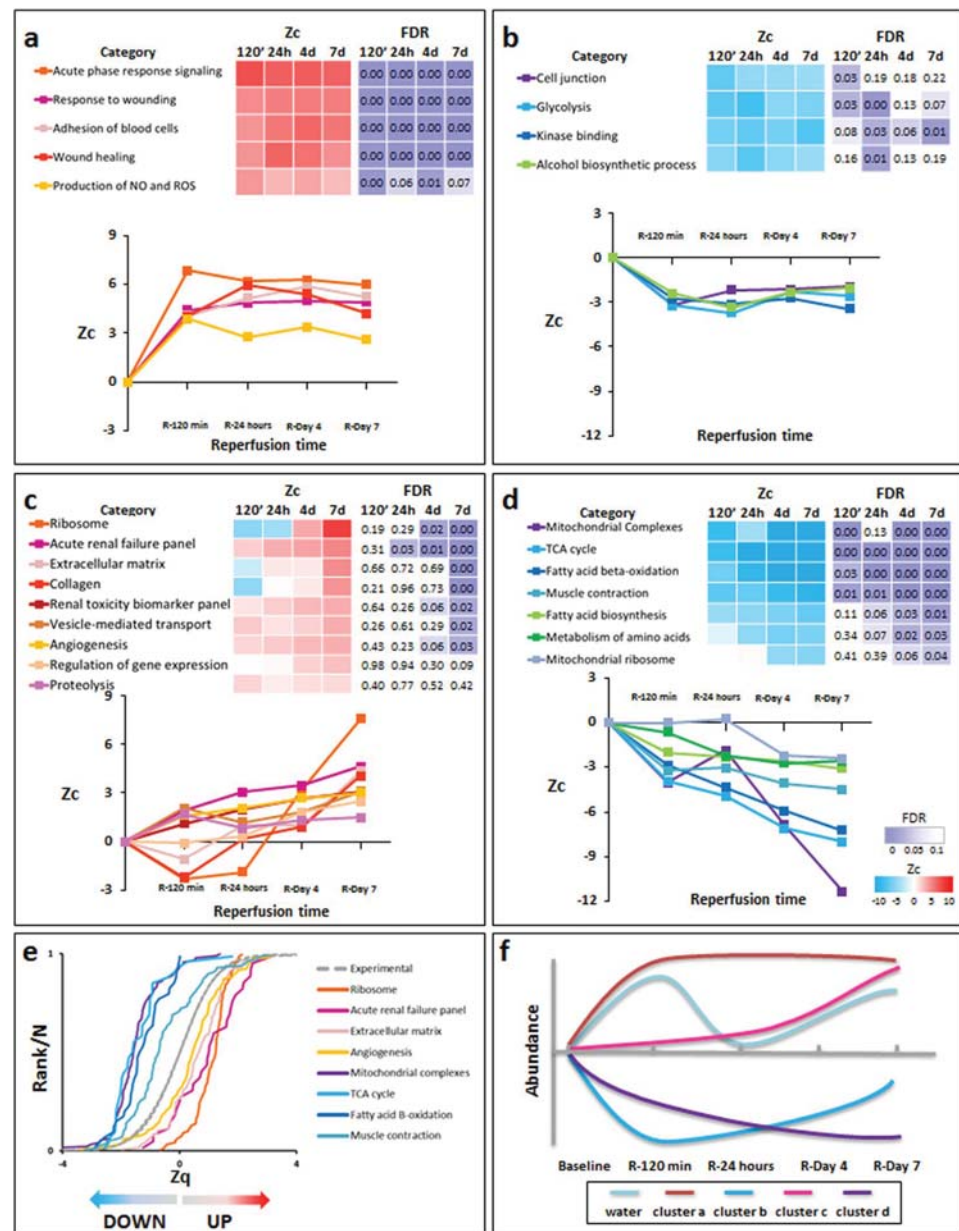 a
Zc FDR
Category 120' 24h 4d 7d 120' 24h 4d 7d
Acute phase response signaling 0.00 0.00 0.00 0.00
Response to wounding 0.00 0.00 0.00 0.00
Adhesion of blood cells 0.00 0.00 0.00 0.00
Wound healing 0.00 0.00 0.00 0.00
Production of NO and ROS 0.00 0.06 0.01 0.07
9
6
Zc
3
0
-3
R-120 min R-24 hours R-Day 4 R-Day 7
Reperfusion time
b
Zc FDR
Category 120' 24h 4d 7d 120' 24h 4d 7d
Cell junction 0.03 0.19 0.18 0.22
Glycolysis 0.03 0.00 0.13 0.07
Kinase binding 0.08 0.03 0.06 0.01
Alcohol biosynthetic process 0.16 0.01 0.13 0.19
3
R-120 min R-24 hours R-Day 4 R-Day 7
0
-3
Zc
-6
-9
-12
Reperfusion time
c
Zc FDR
Category 120' 24h 4d 7d 120' 24h 4d 7d
Ribosome 0.19 0.29 0.02 0.00
Acute renal failure panel 0.31 0.03 0.01 0.00
Extracellular matrix 0.66 0.72 0.69 0.00
Collagen 0.21 0.96 0.73 0.00
Renal toxicity biomarker panel 0.64 0.26 0.06 0.02
Vesicle-mediated transport 0.26 0.61 0.29 0.02
Angiogenesis 0.43 0.23 0.06 0.03
Regulation of gene expression 0.98 0.94 0.30 0.09
Proteolysis 0.40 0.77 0.52 0.42
9
6
Zc
3
0
-3
R-120 min R-24 hours R-Day 4 R-Day 7
Reperfusion time
d
Zc FDR
Category 120' 24h 4d 7d 120' 24h 4d 7d
Mitochondrial Complexes 0.00 0.13 0.00 0.00
TCA cycle 0.00 0.00 0.00 0.00
Fatty acid beta-oxidation 0.03 0.00 0.00 0.00
Muscle contraction 0.01 0.01 0.00 0.00
Fatty acid biosynthesis 0.11 0.06 0.03 0.01
Metabolism of amino acids 0.34 0.07 0.02 0.03
Mitochondrial ribosome 0.41 0.39 0.06 0.04
3
R-120 min R-24 hours R-Day 4 R-Day 7
0
-3
Zc
-6
-9
-12
Reperfusion time
FDR
0 0.05 0.1
Zc
-10 -5 0 5 10
e
1
Rank/N
0
-4 0 4
Zq
DOWN UP
Experimental
Ribosome
Acute renal failure panel
Extracellular matrix
Angiogenesis
Mitochondrial complexes
TCA cycle
Fatty acid B-oxidation
Muscle contraction
f
Abundance
Baseline R-120 min R-24 hours R-Day 4 R-Day 7
water cluster a cluster b cluster c cluster d